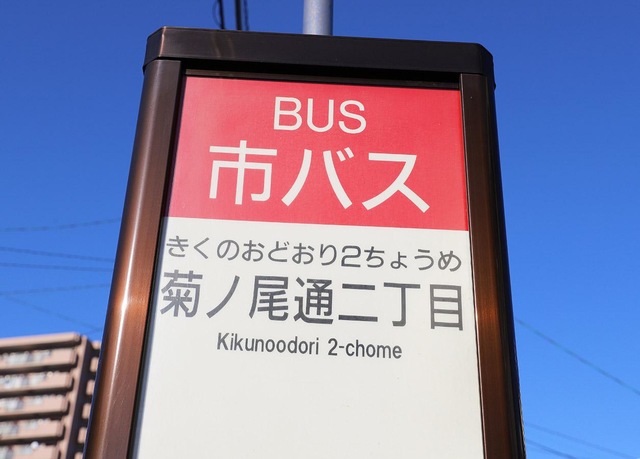 BUS
市バス
きくのおどおり2ちょうめ
菊ノ尾通二丁目
Kikunoodori 2-chome